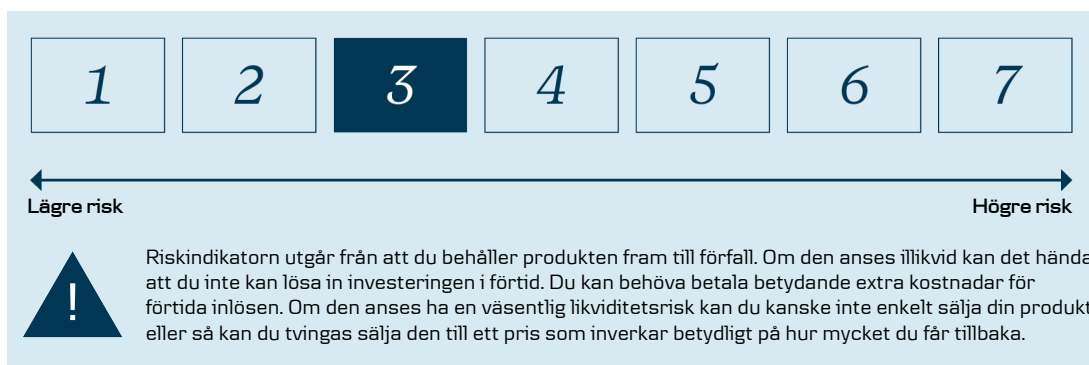 1 2 3 4 5 6 7
Lägre risk Högre risk
Riskindikatorn utgår från att du behåller produkten fram till förfall. Om den anses illikvid kan det hända
att du inte kan lösa in investeringen i förtid. Du kan behöva betala betydande extra kostnadar för
förtida inlösen. Om den anses ha en väsentlig likviditetsrisk kan du kanske inte enkelt sälja din produkt
eller så kan du tvingas sälja den till ett pris som inverkar betydligt på hur mycket du får tillbaka.
!